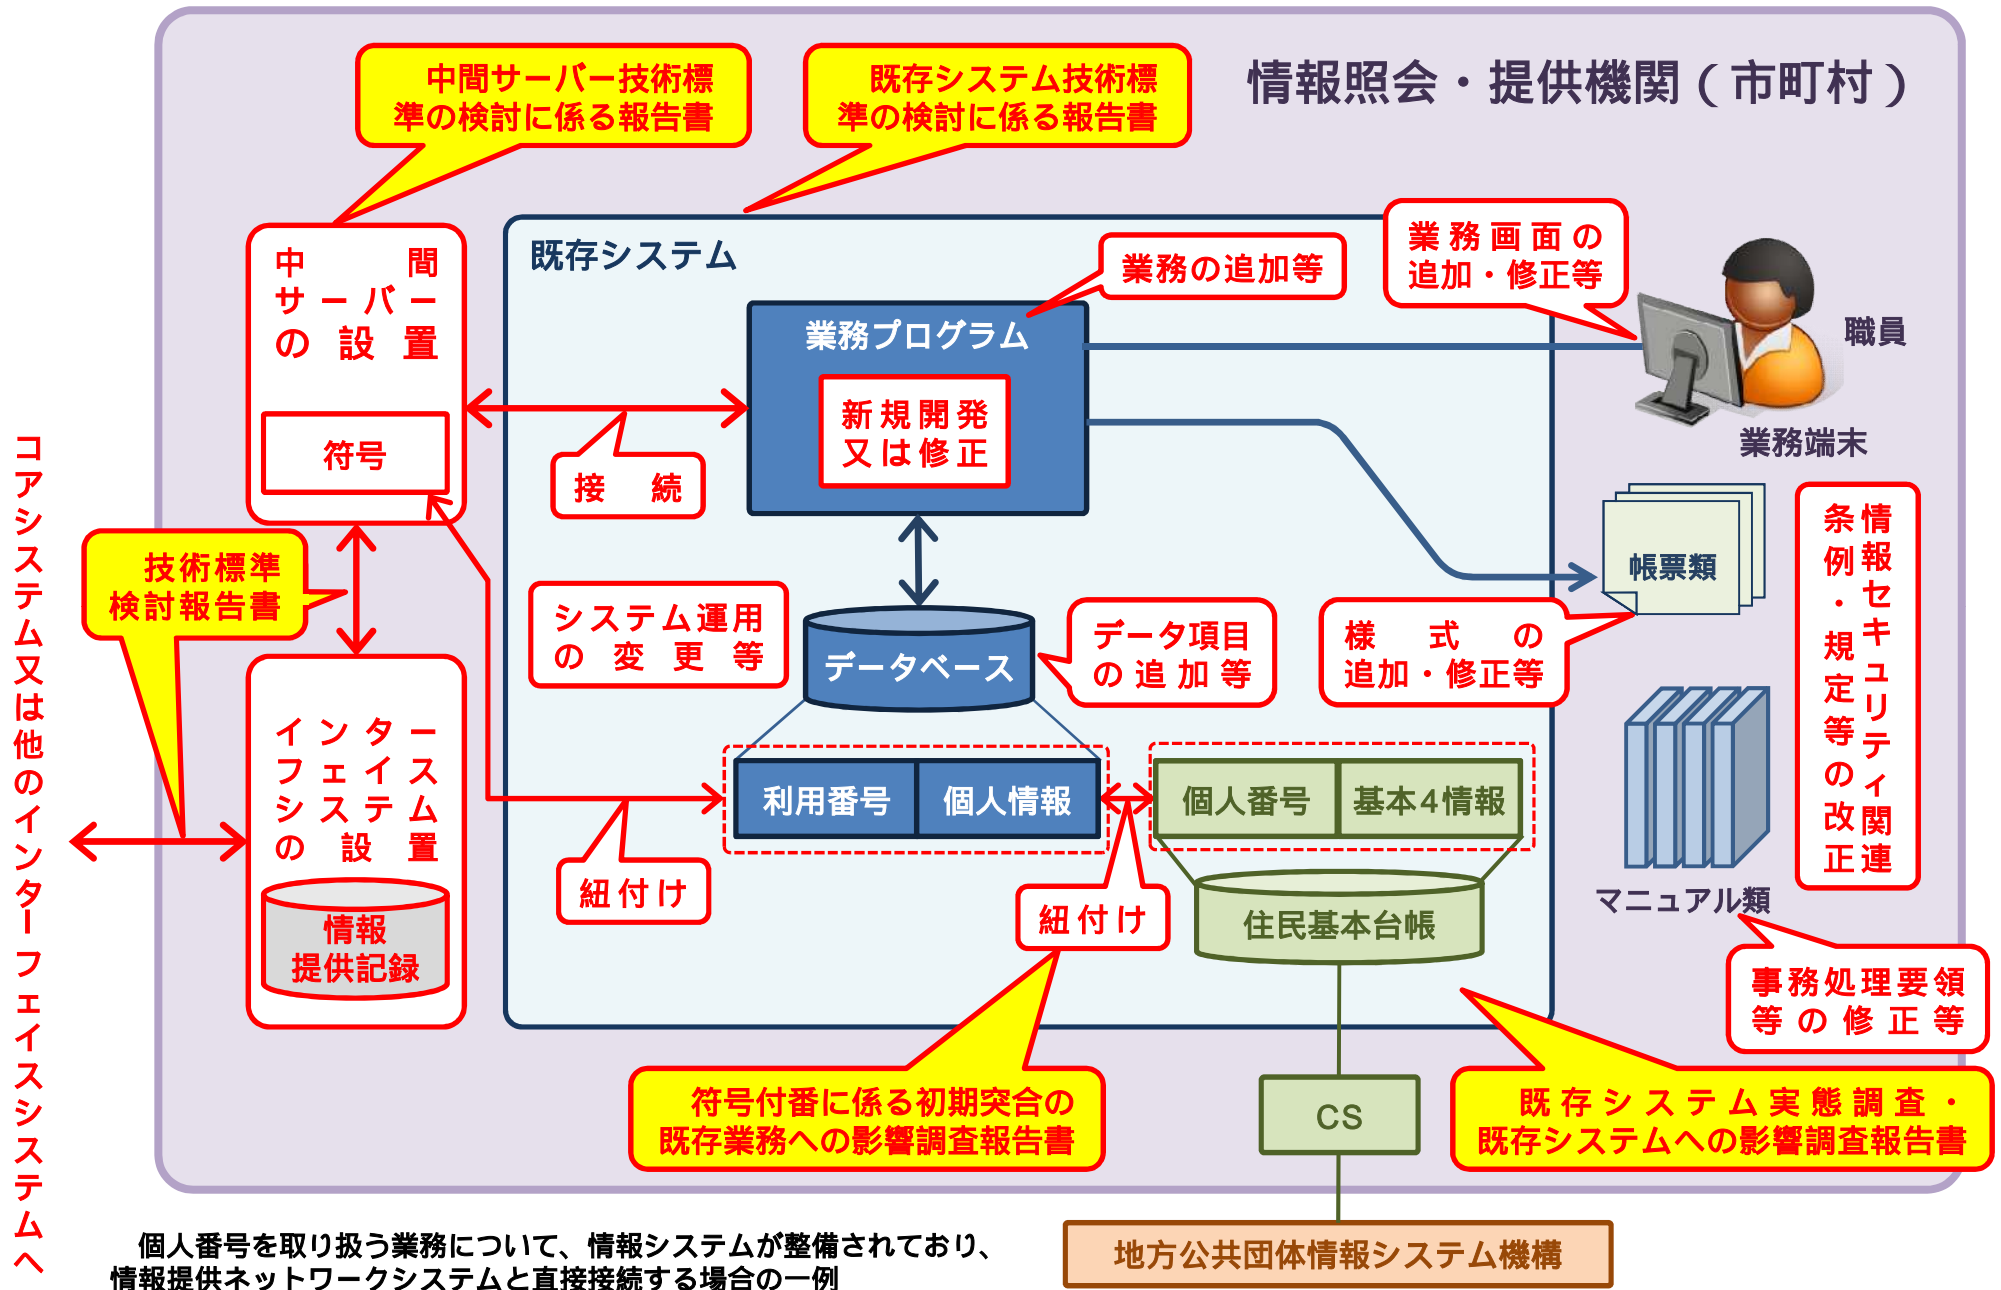 情報照会・提供機関（市町村）
中間サーバー技術標
準の検討に係る報告書
既存システム技術標
準の検討に係る報告書
中間
サーバー
の設置
符号
既存システム
業務の追加等
業務画面の
追加・修正等
職員
業務端末
業務プログラム
新規開発
又は修正
接続
帳票類
情報セキュリティ関連
条例・規定等の改正
コアシステム又は他のインターフェイスシステムへ
技術標準
検討報告書
システム運用
の変更等
データベース
データ項目
の追加等
様式の
追加・修正等
インター
フェイス
システム
の設置
情報
提供記録
利用番号
個人情報
個人番号
基本4情報
紐付け
紐付け
住民基本台帳
マニュアル類
事務処理要領
等の修正等
符号付番に係る初期突合の
既存業務への影響調査報告書
CS
既存システム実態調査・
既存システムへの影響調査報告書
個人番号を取り扱う業務について、情報システムが整備されており、
情報提供ネットワークシステムと直接接続する場合の一例
地方公共団体情報システム機構